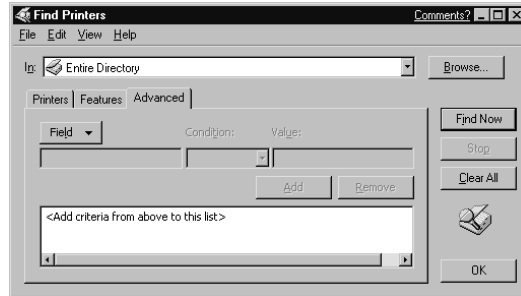 Find Printers Comments?
File Edit View Help
In: Entire Directory Browse...
Printers Features Advanced
Find Now
Field Condition: Value:
Stop
Add Remove
Clear All
<Add criteria from above to this list>
OK